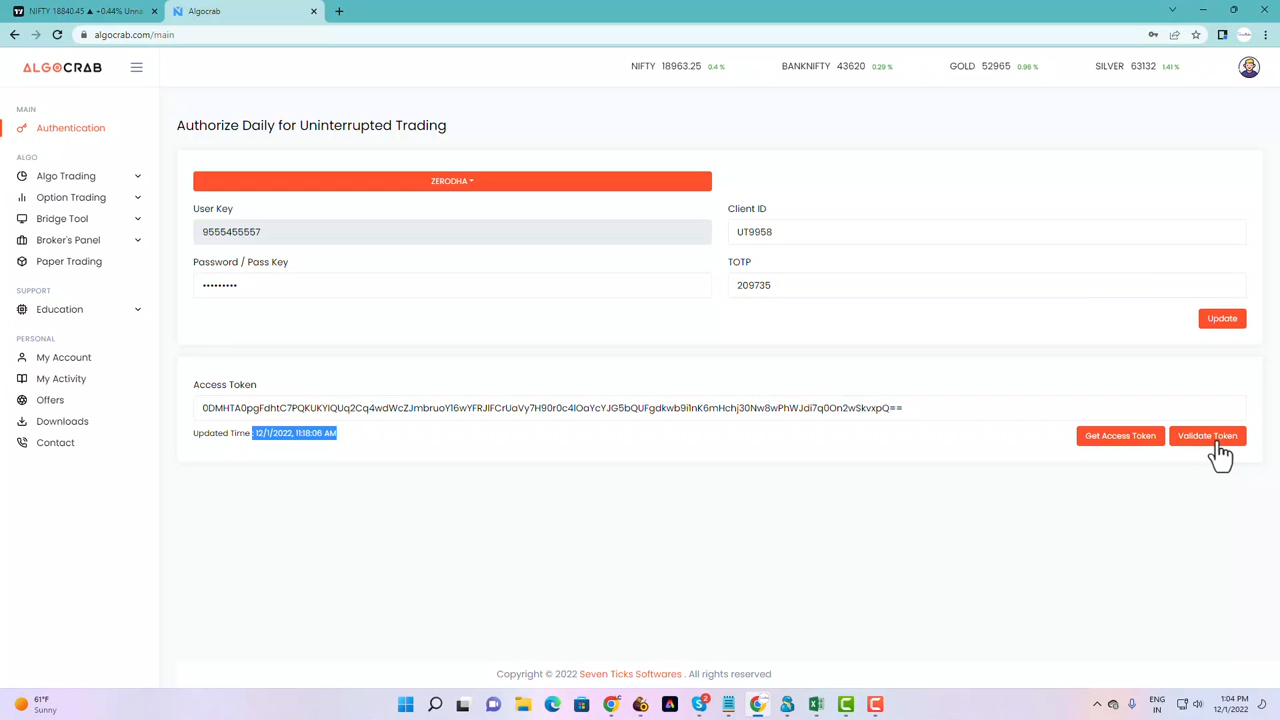 NIFTY 18840.45 ▲ +0.44% Unna
Algocrab
algocrab.com/main
ALGOCRAB
NIFTY 18963.25 0.4 %
BANKNIFTY 43620 0.29 %
GOLD 52965 0.96 %
SILVER 63132 1.41 %
MAIN
Authentication
ALGO
Algo Trading
Option Trading
Bridge Tool
Broker's Panel
Paper Trading
SUPPORT
Education
PERSONAL
My Account
My Activity
Offers
Downloads
Contact
Authorize Daily for Uninterrupted Trading
ZERODHA
User Key
9555455557
Client ID
UT9958
Password / Pass Key
•••••••••
TOTP
209735
Update
Access Token
Updated Time : 12/1/2022, 11:18:06 AM
Get Access Token
Validate Token
Copyright © 2022 Seven Ticks Softwares . All rights reserved
61°F
Sunny
2
ENG
IN
1:04 PM
12/1/2022